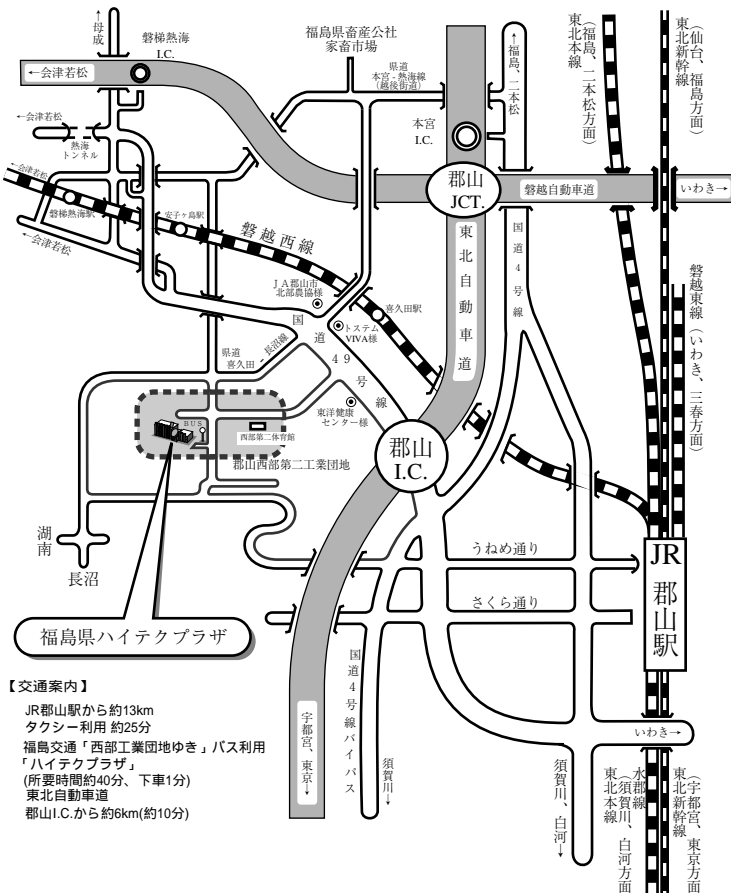 ←母成
磐梯熱海
I.C.
福島県畜産公社
家畜市場
←会津若松
県道
本宮-熱海線
(越後街道)
←福島、二本松
東北本線
(福島、二本松方面)
東北新幹線
(仙台、福島方面)
←会津若松
熱海
トンネル
本宮
I.C.
郡山
JCT.
磐越自動車道
いわき→
←会津若松
磐梯熱海駅
安子ヶ島駅
←会津若松
磐越西線
東北自動車道
国道4号線
磐越東線(いわき、三春方面)
JA郡山市
北部農協様
喜久田駅
トステム
VIVA様
国道49号線
県道
喜久田-長沼線
東洋健康
センター様
BUS
西部第二体育館
郡山西部第二工業団地
郡山
I.C.
湖南
長沼
うねめ通り
さくら通り
JR郡山駅
福島県ハイテクプラザ
国道4号線バイパス
宇都宮、東京→
須賀川→
須賀川、白河→
いわき→
東北本線
(須賀川、白河方面)
水郡線
東北新幹線
(宇都宮、東京方面)
【交通案内】
JR郡山駅から約13km
タクシー利用 約25分
福島交通「西部工業団地ゆき」バス利用
「ハイテクプラザ」
(所要時間約40分、下車1分)
東北自動車道
郡山I.C.から約6km(約10分)